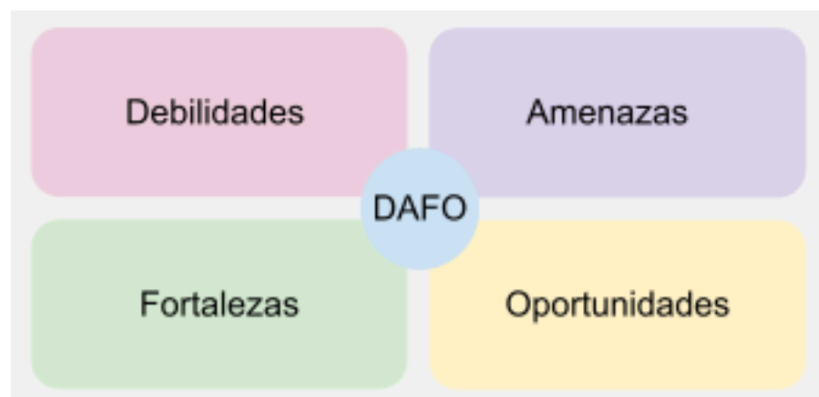 Debilidades
Amenazas
DAFO
Fortalezas
Oportunidades